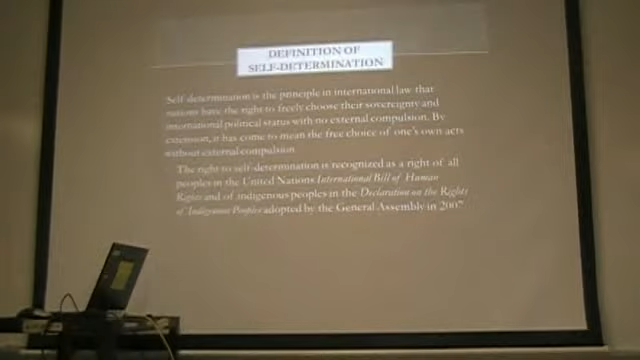 DEFINITION OF
SELF-DETERMINATION
Self-determination is the principle in international law that
nations have the right to freely choose their sovereignty and
international political status with no external compulsion. By
extension, it has come to mean the free choice of one's own acts
without external compulsion
The right to self-determination is recognized as a right of all
peoples in the United Nations International Bill of Human
Rights and of indigenous peoples in the Declaration on the Rights
of Indigenous Peoples adopted by the General Assembly in 2007